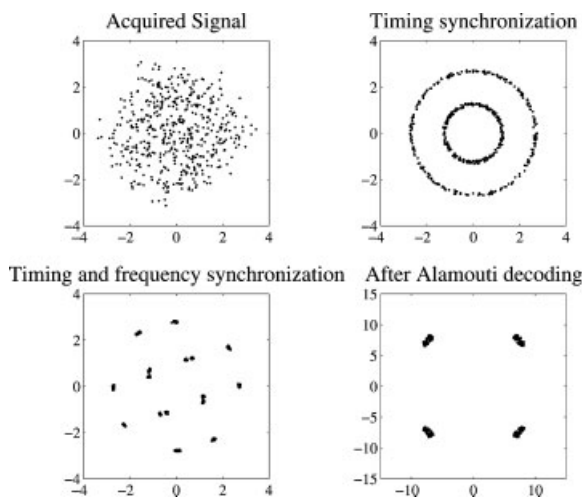 Acquired Signal
Timing synchronization
4
2
0
−2
−4
−4 −2 0 2 4
4
2
0
−2
−4
−4 −2 0 2 4
Timing and frequency synchronization
After Alamouti decoding
4
2
0
−2
−4
−4 −2 0 2 4
15
10
5
0
−5
−10
−15
−10 0 10